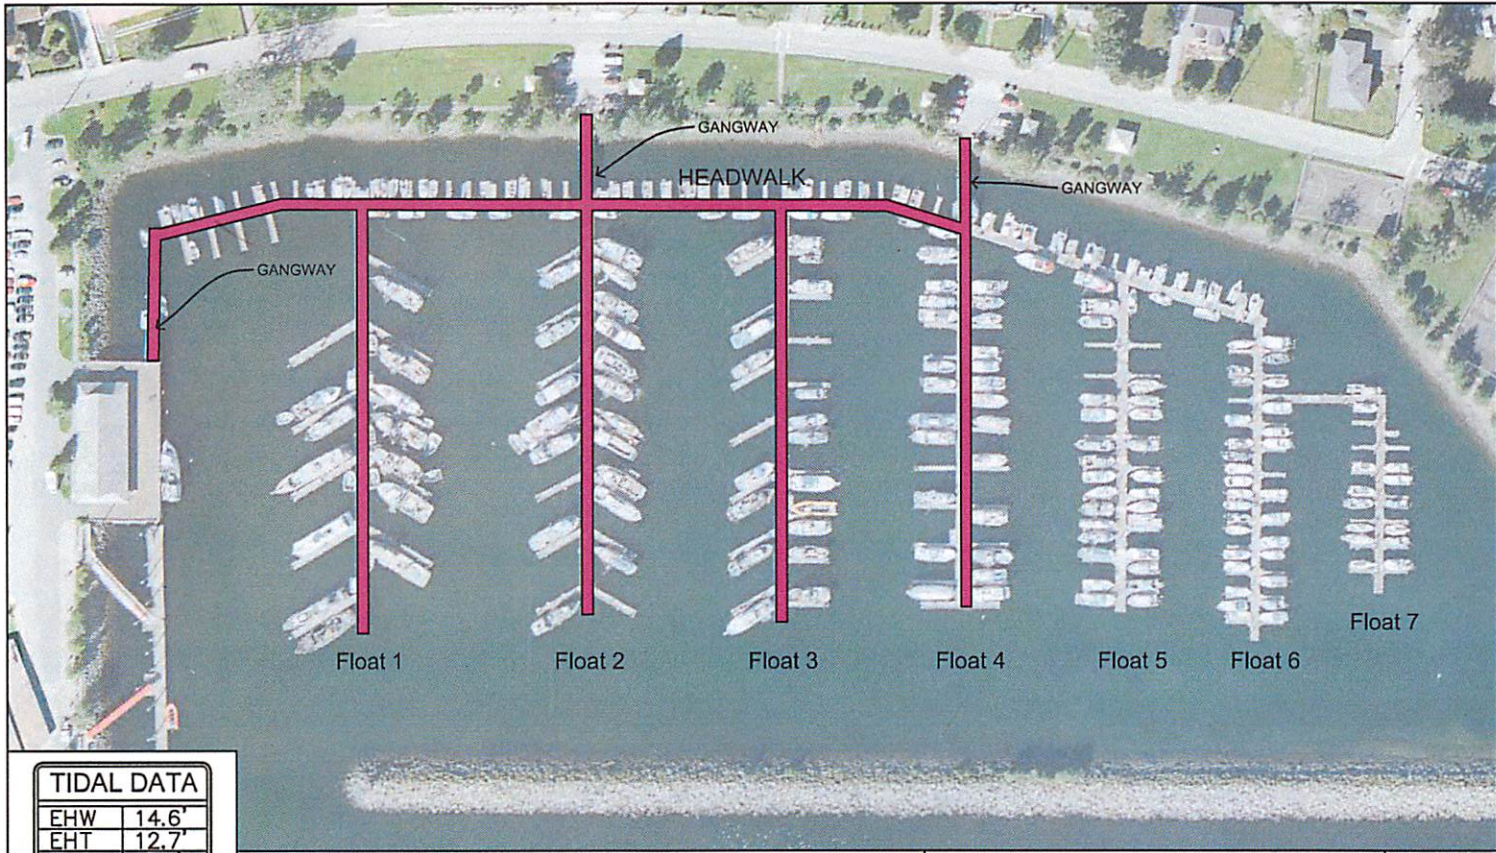 GANGWAY
HEADWALK
GANGWAY
GANGWAY
Float 1
Float 2
Float 3
Float 4
Float 5
Float 6
Float 7
TIDAL DATA
EHW 14.6'
EHT 12.7'